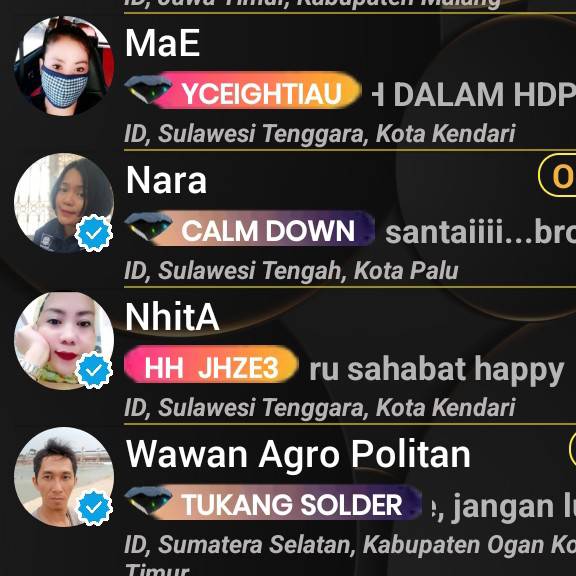 ID, Jawa Timur, Kabupaten Malang
MaE
YCEIGHTIAU DALAM HDP
ID, Sulawesi Tenggara, Kota Kendari
Nara
O
CALM DOWN santaiiii...bro
ID, Sulawesi Tengah, Kota Palu
NhitA
HH JHZE3 ru sahabat happy
ID, Sulawesi Tenggara, Kota Kendari
Wawan Agro Politan
TUKANG SOLDER , jangan lu
ID, Sumatera Selatan, Kabupaten Ogan Ko
Timur